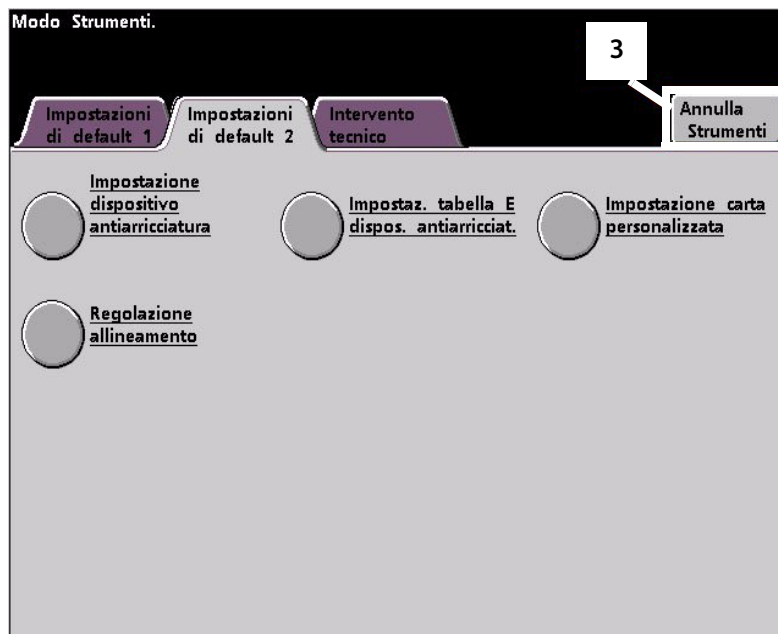 Modo Strumenti.
3
Impostazioni
di default 1
Impostazioni
di default 2
Intervento
tecnico
Annulla
Strumenti
Impostazione
dispositivo
antiarricciatura
Impostaz. tabella E
dispos. antiarricciat.
Impostazione carta
personalizzata
Regolazione
allineamento